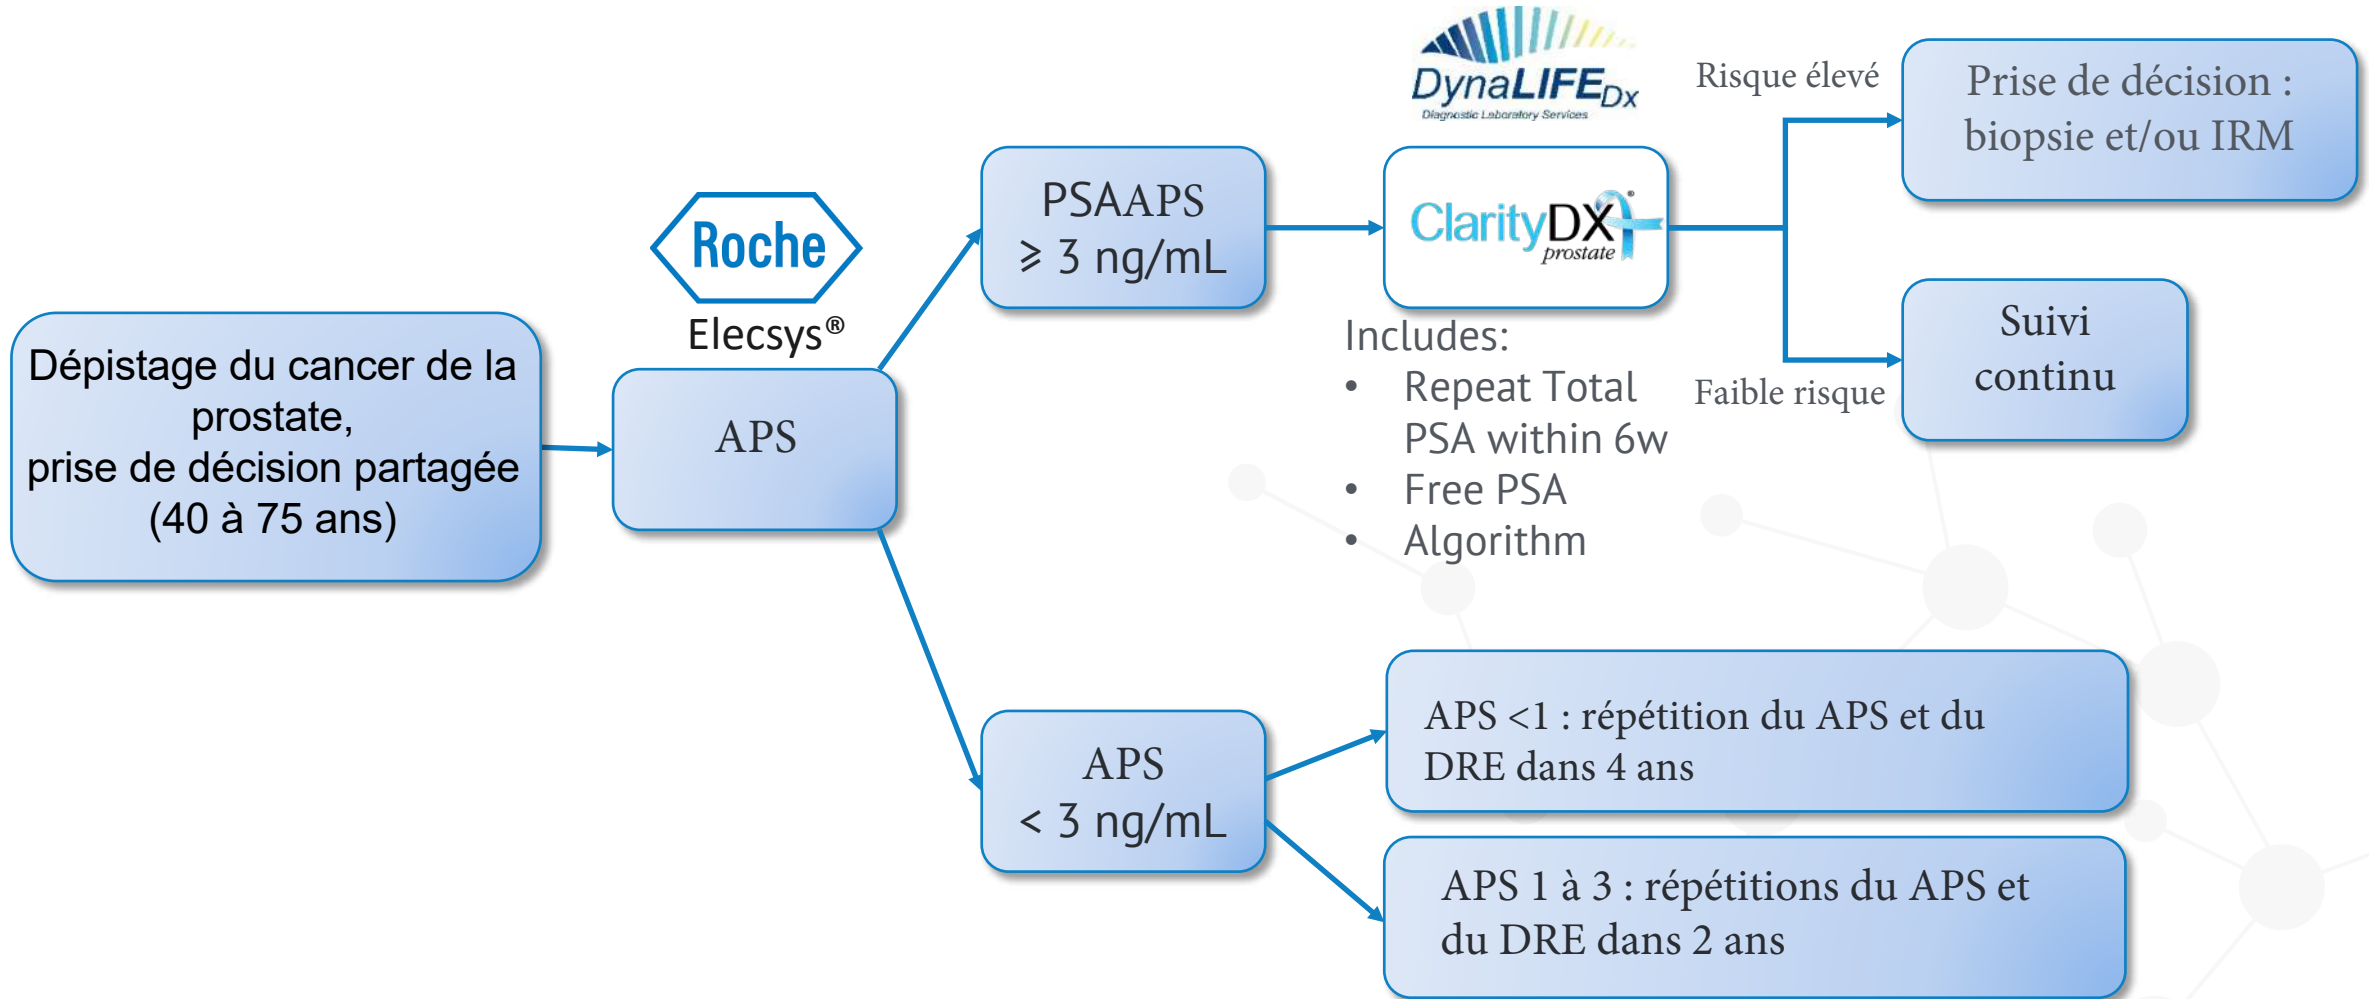 Dépistage du cancer de la
prostate,
prise de décision partagée
(40 à 75 ans)
Roche
Elecsys®
APS
PSAAPS
≥ 3 ng/mL
DynaLIFEDx
Diagnostic Laboratory Services
ClarityDX®
prostate
Includes:
• Repeat Total
PSA within 6w
• Free PSA
• Algorithm
Risque élevé
Prise de décision :
biopsie et/ou IRM
Faible risque
Suivi
continu
APS
< 3 ng/mL
APS <1 : répétition du APS et du
DRE dans 4 ans
APS 1 à 3 : répétitions du APS et
du DRE dans 2 ans